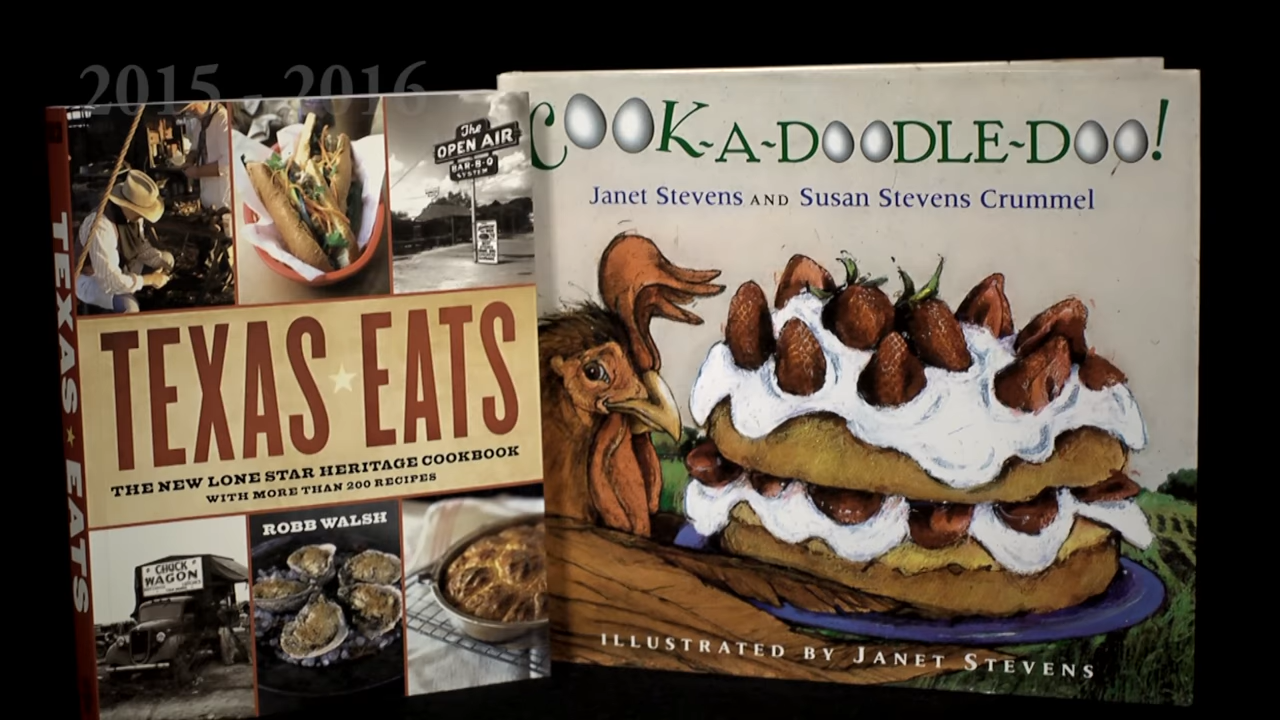 2015 - 2016
TEXAS EATS
The
OPEN AIR
BAR-B-Q
SYSTEM
TEXAS EATS
THE NEW LONE STAR HERITAGE COOKBOOK
WITH MORE THAN 200 RECIPES
ROBB WALSH
CHUCK
WAGON
COOK-A-DOODLE-DOO!
Janet Stevens AND Susan Stevens Crummel
ILLUSTRATED BY JANET STEVENS